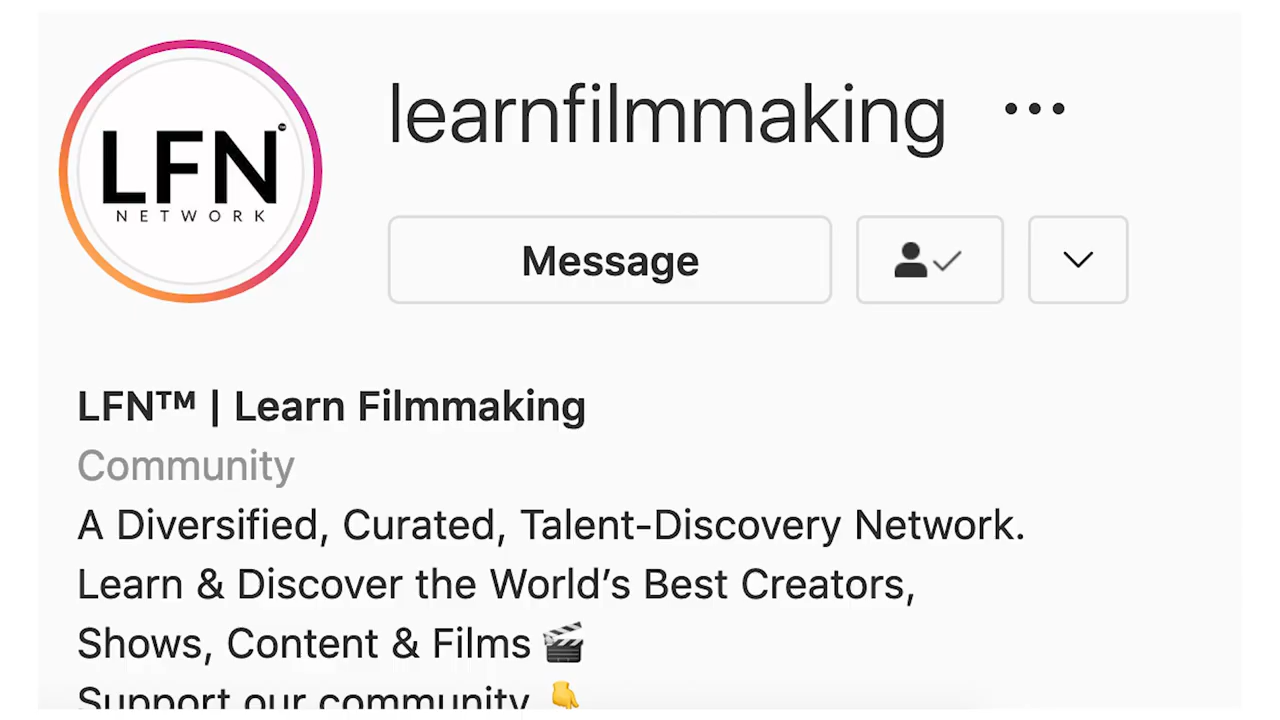 LFN™
NETWORK
learnfilmmaking
Message
LFN™ | Learn Filmmaking
Community
A Diversified, Curated, Talent-Discovery Network.
Learn & Discover the World’s Best Creators,
Shows, Content & Films 🎬
Support our community 👇